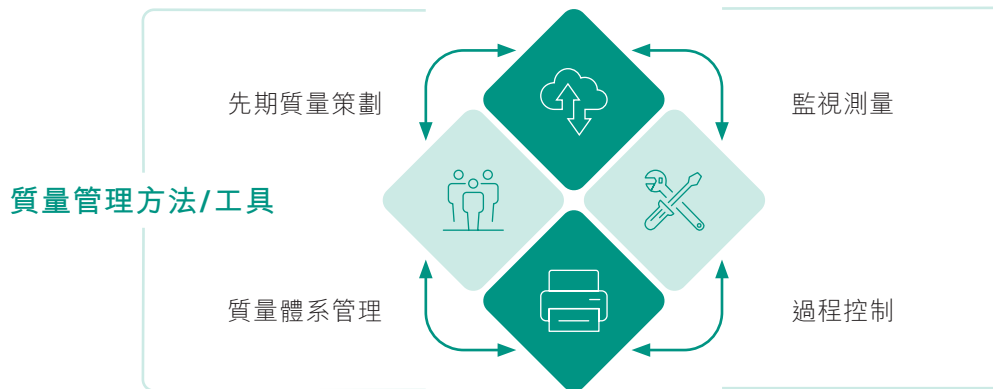 先期質量策劃
監視測量
質量管理方法/工具
質量體系管理
過程控制